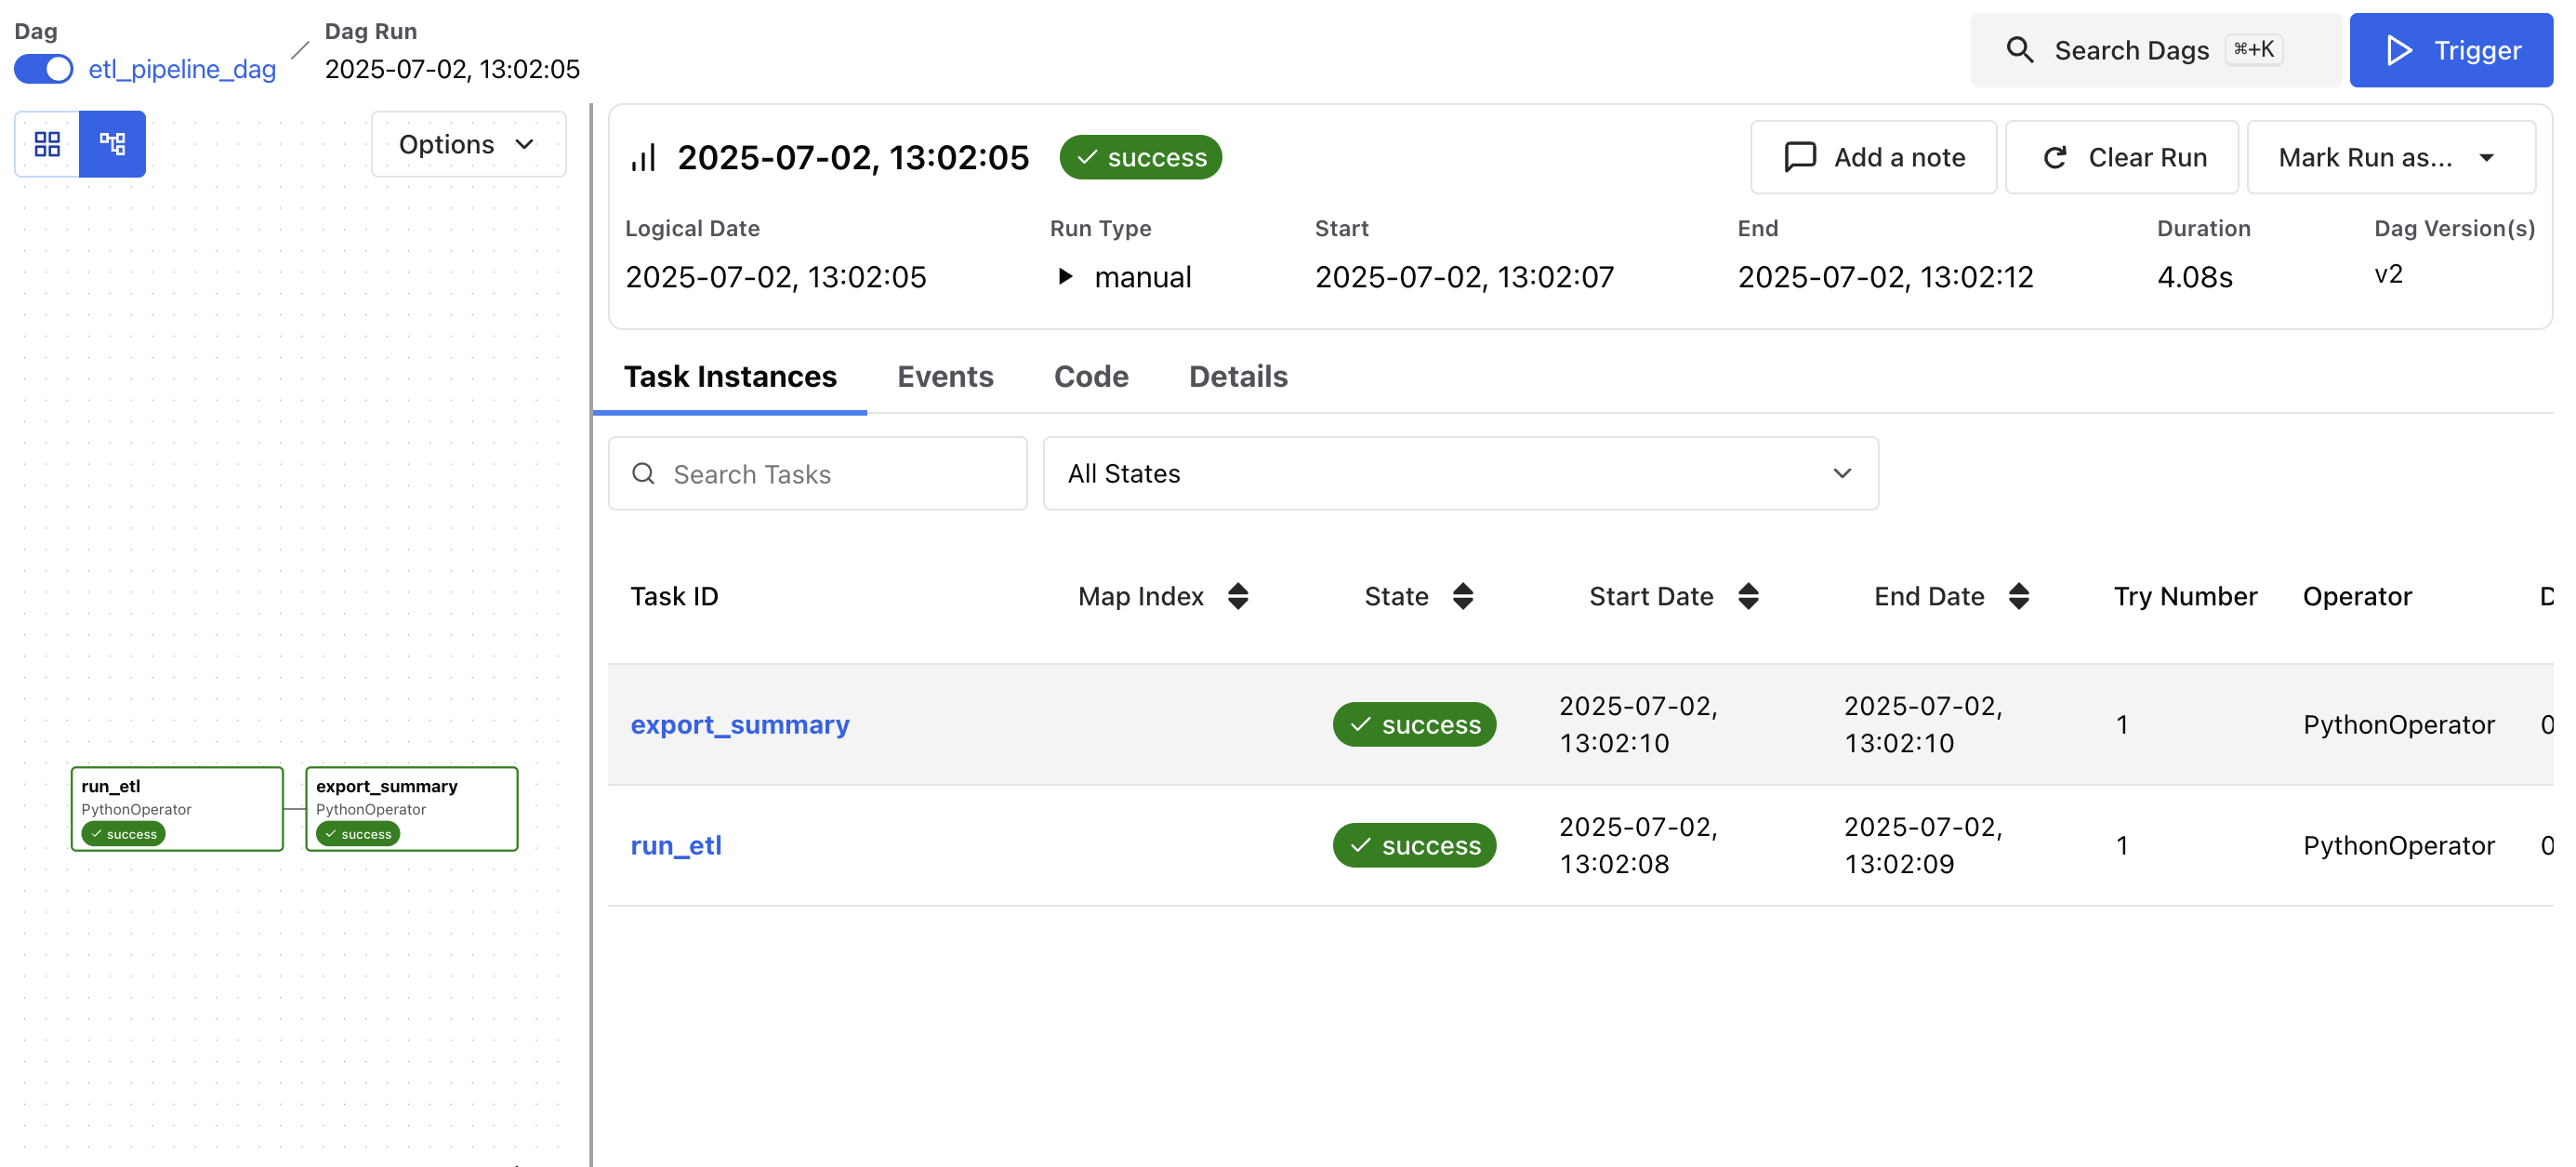 Dag
etl_pipeline_dag
Dag Run
2025-07-02, 13:02:05
Search Dags ⌘+K
Trigger
Options
2025-07-02, 13:02:05
success
Add a note
Clear Run
Mark Run as...
Logical Date
2025-07-02, 13:02:05
Run Type
manual
Start
2025-07-02, 13:02:07
End
2025-07-02, 13:02:12
Duration
4.08s
Dag Version(s)
v2
Task Instances
Events
Code
Details
Search Tasks
All States
Task ID
Map Index
State
Start Date
End Date
Try Number
Operator
export_summary
success
2025-07-02,
13:02:10
2025-07-02,
13:02:10
1
PythonOperator
run_etl
success
2025-07-02,
13:02:08
2025-07-02,
13:02:09
1
PythonOperator
run_etl
PythonOperator
success
export_summary
PythonOperator
success